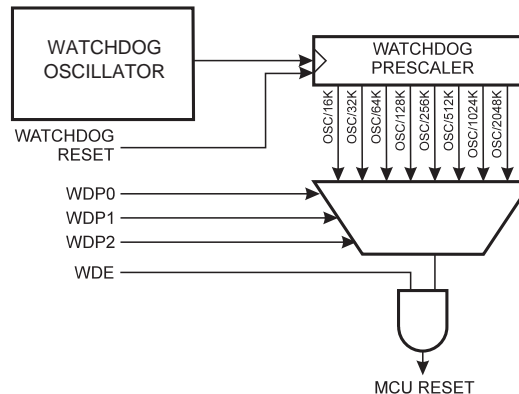 WATCHDOG
OSCILLATOR
WATCHDOG
PRESCALER
WATCHDOG
RESET
OSC/16K
OSC/32K
OSC/64K
OSC/128K
OSC/256K
OSC/512K
OSC/1024K
OSC/2048K
WDP0
WDP1
WDP2
WDE
MCU RESET